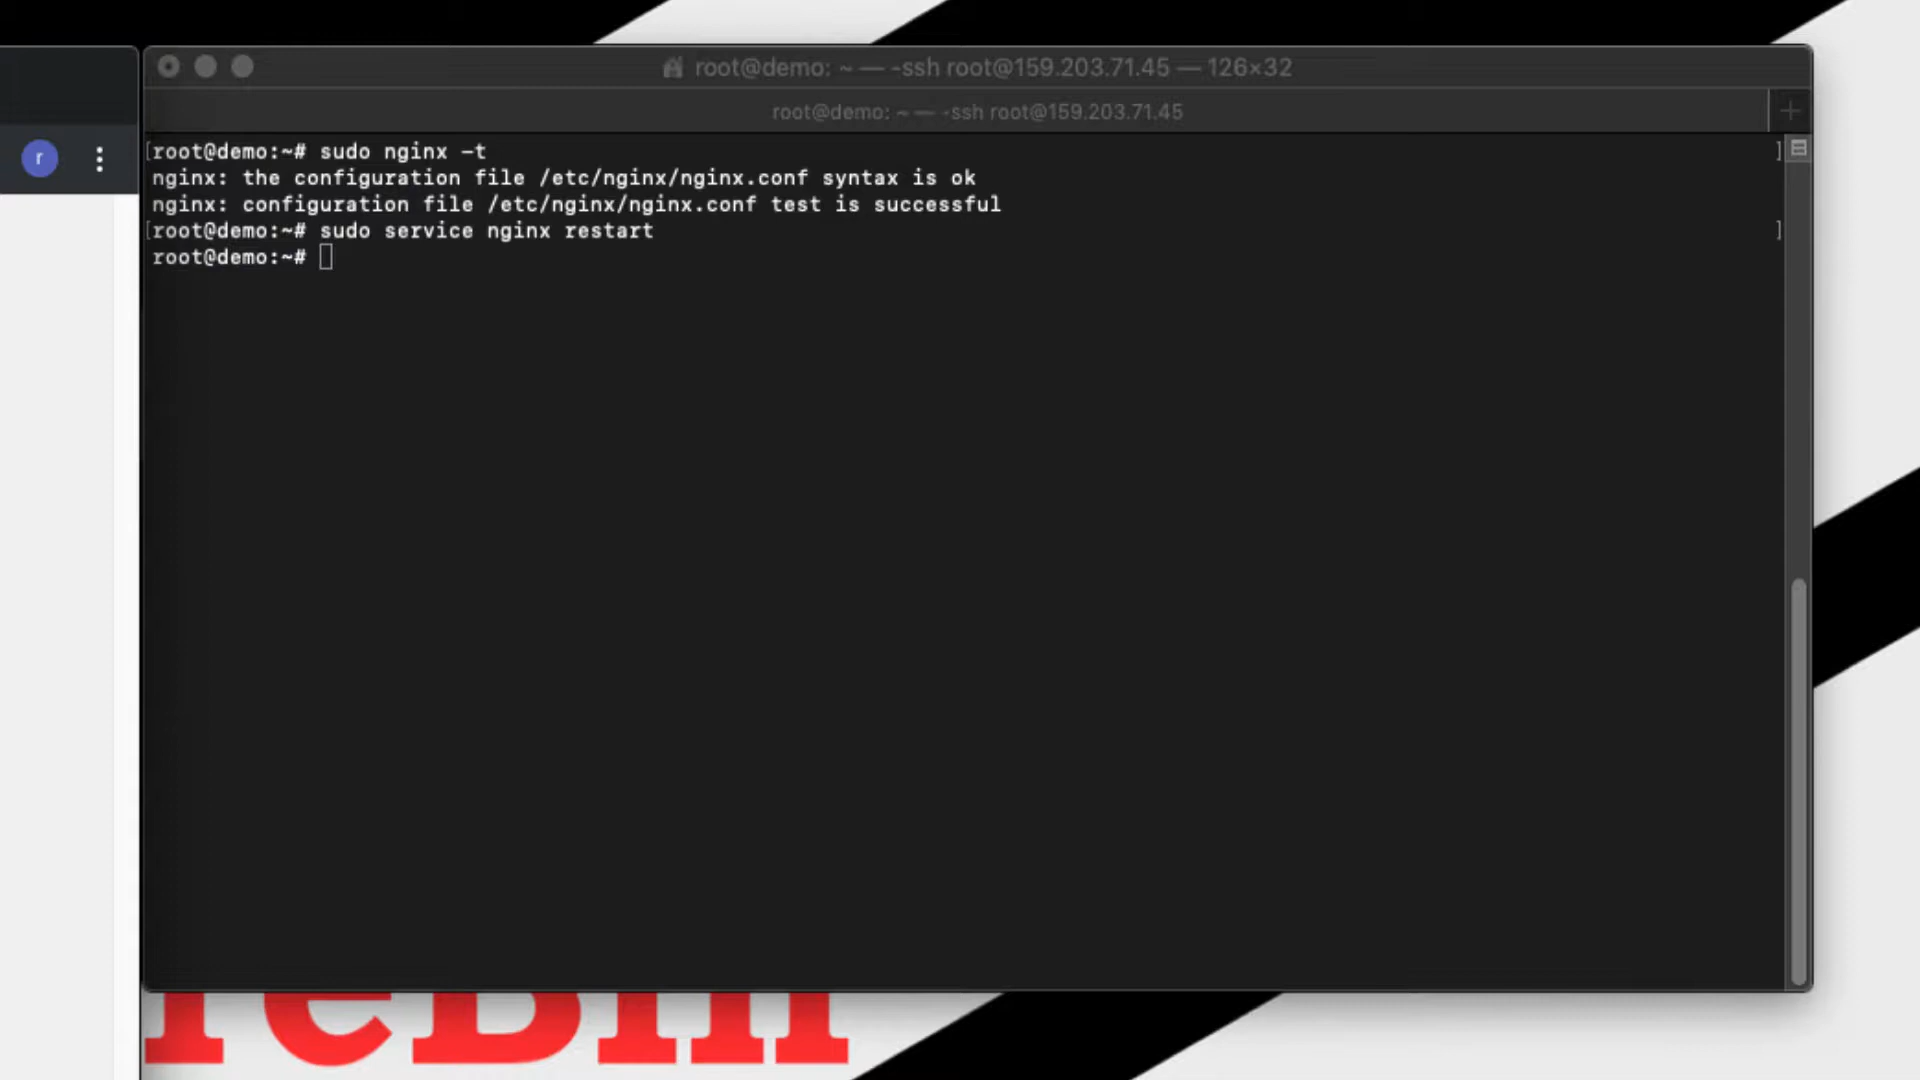 root@demo: ~ — -ssh root@159.203.71.45 — 126×32
root@demo: ~ — -ssh root@159.203.71.45
r
[root@demo:~# sudo nginx -t ]
nginx: the configuration file /etc/nginx/nginx.conf syntax is ok
nginx: configuration file /etc/nginx/nginx.conf test is successful
[root@demo:~# sudo service nginx restart ]
root@demo:~#